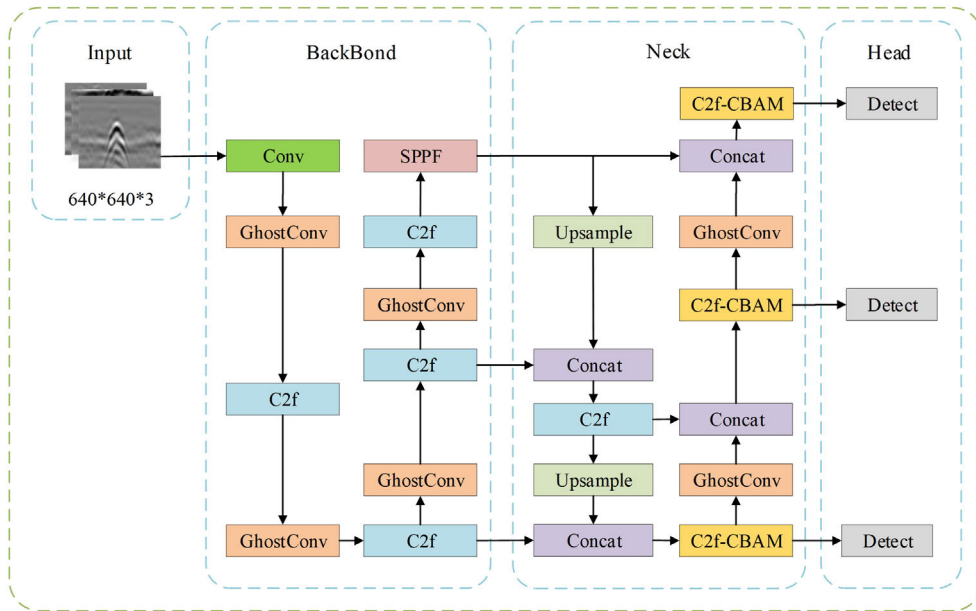 Input
640*640*3
BackBond
Conv
GhostConv
C2f
GhostConv
SPPF
C2f
GhostConv
C2f
GhostConv
C2f
Neck
Upsample
Concat
C2f
Upsample
Concat
C2f-CBAM
Concat
GhostConv
C2f-CBAM
Concat
GhostConv
C2f-CBAM
Head
Detect
Detect
Detect